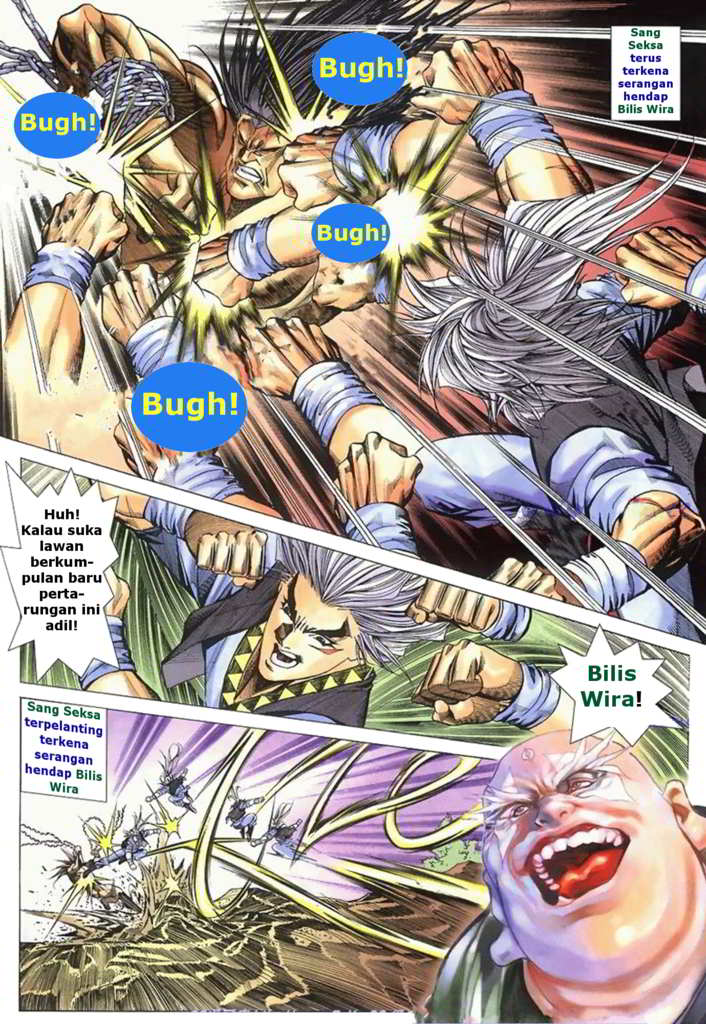 Sang
Seksa
terus
terkena
serangan
hendap
Bilis Wira
Bugh!
Bugh!
Bugh!
Bugh!
Huh!
Kalau suka
lawan
berkum-
pulan baru
perta-
rungan ini
adil!
Bilis
Wira!
Sang Seksa
terpelanting
terkena
serangan
hendap Bilis
Wira